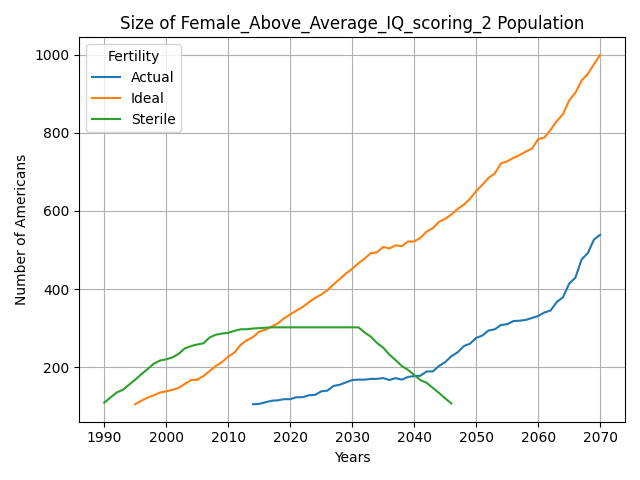 Size of Female_Above_Average_IQ_scoring_2 Population
Number of Americans
1000
800
600
400
200
Fertility
Actual
Ideal
Sterile
1990 2000 2010 2020 2030 2040 2050 2060 2070
Years